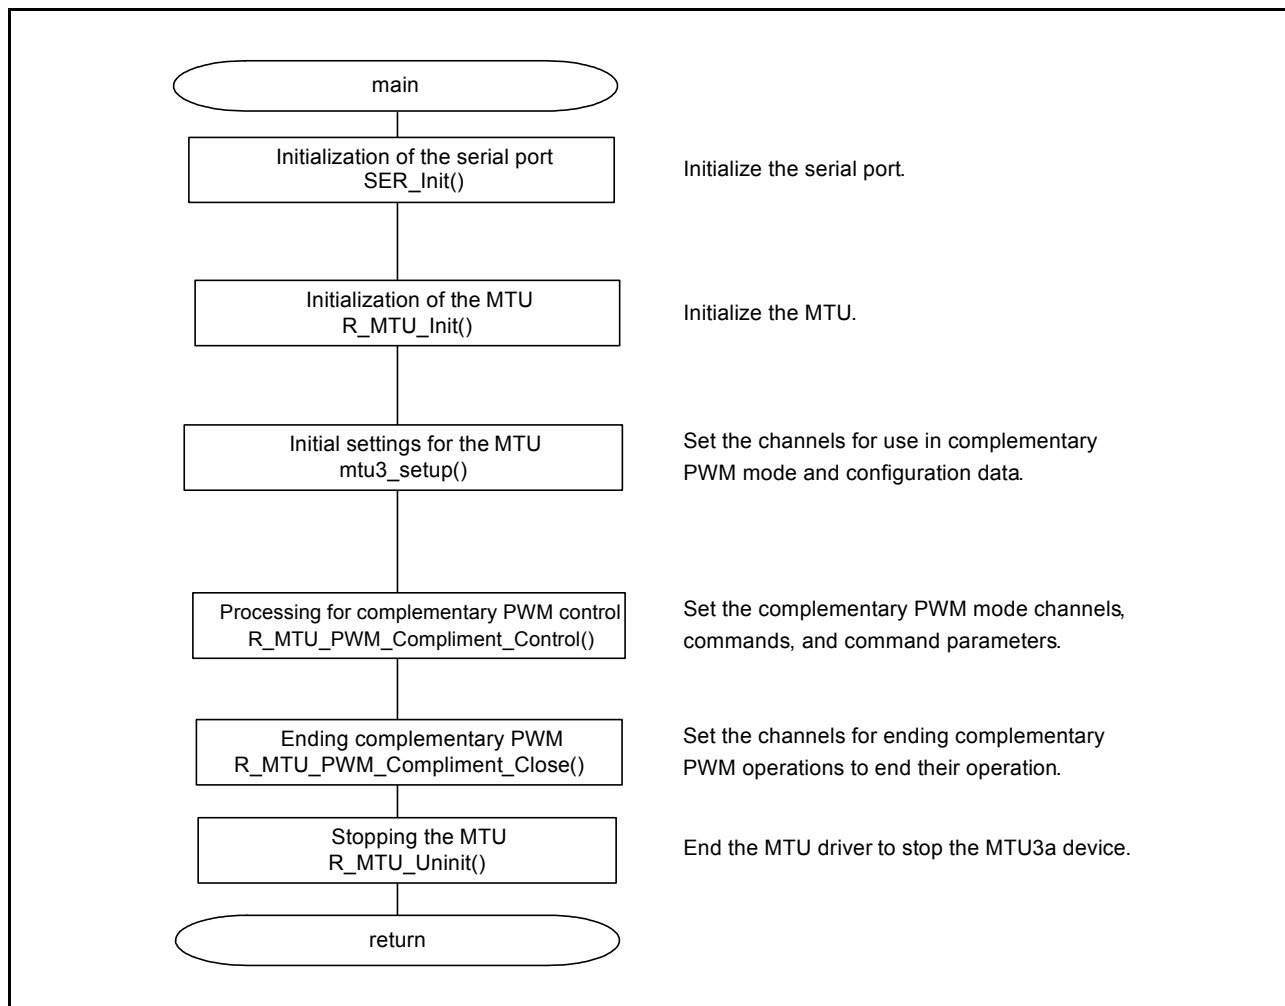 main
Initialization of the serial port
SER_Init()
Initialize the serial port.
Initialization of the MTU
R_MTU_Init()
Initialize the MTU.
Initial settings for the MTU
mtu3_setup()
Set the channels for use in complementary
PWM mode and configuration data.
Processing for complementary PWM control
R_MTU_PWM_Compliment_Control()
Set the complementary PWM mode channels,
commands, and command parameters.
Ending complementary PWM
R_MTU_PWM_Compliment_Close()
Set the channels for ending complementary
PWM operations to end their operation.
Stopping the MTU
R_MTU_Uninit()
End the MTU driver to stop the MTU3a device.
return